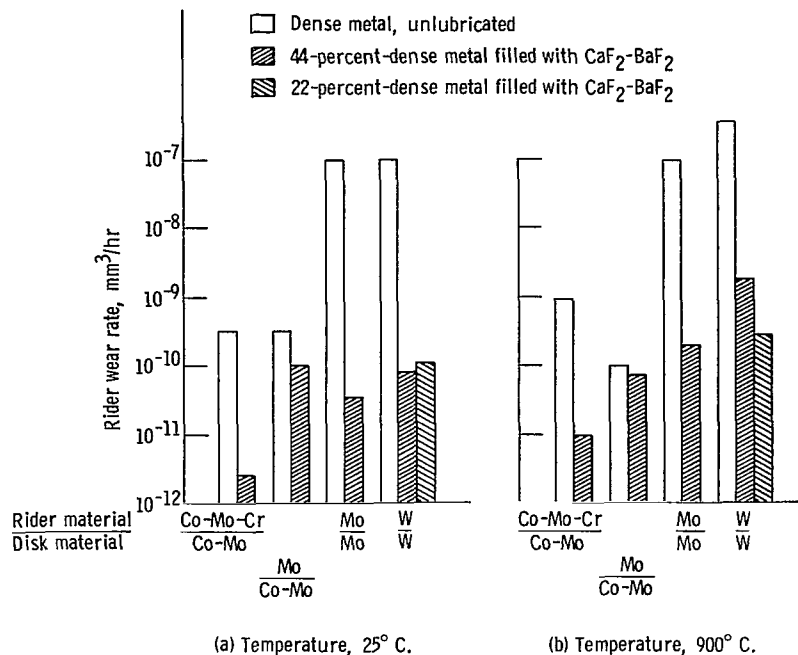 Dense metal, unlubricated
44-percent-dense metal filled with CaF₂-BaF₂
22-percent-dense metal filled with CaF₂-BaF₂
Rider wear rate, mm³/hr
10⁻⁷
10⁻⁸
10⁻⁹
10⁻¹⁰
10⁻¹¹
10⁻¹²
Rider material
Disk material
Co-Mo-Cr
Co-Mo
Mo
Co-Mo
Mo
Mo
W
W
Co-Mo-Cr
Co-Mo
Mo
Co-Mo
Mo
Mo
W
W
(a) Temperature, 25° C.
(b) Temperature, 900° C.